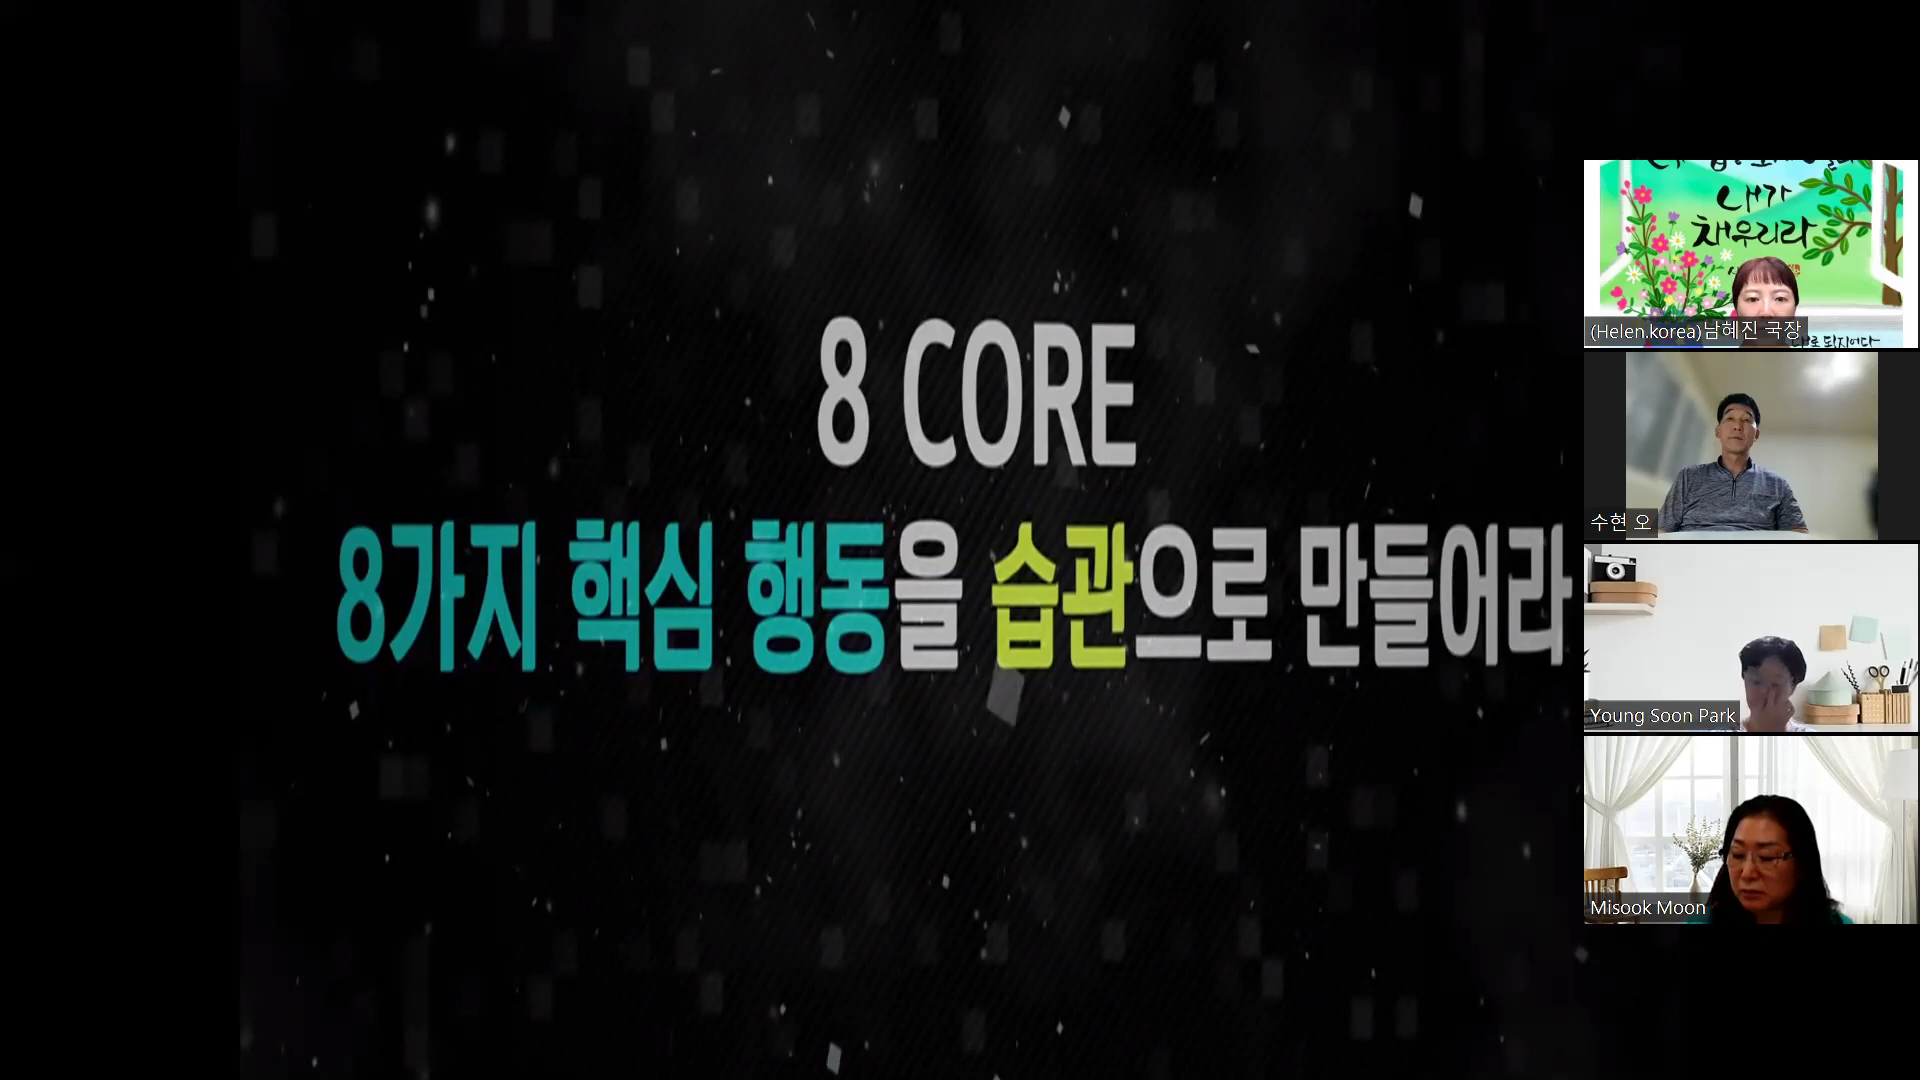 8 CORE
8가지 핵심 행동을 습관으로 만들어라
내가
채우리라
(Helen.korea)남혜진 국장
수현 오
Young Soon Park
Misook Moon